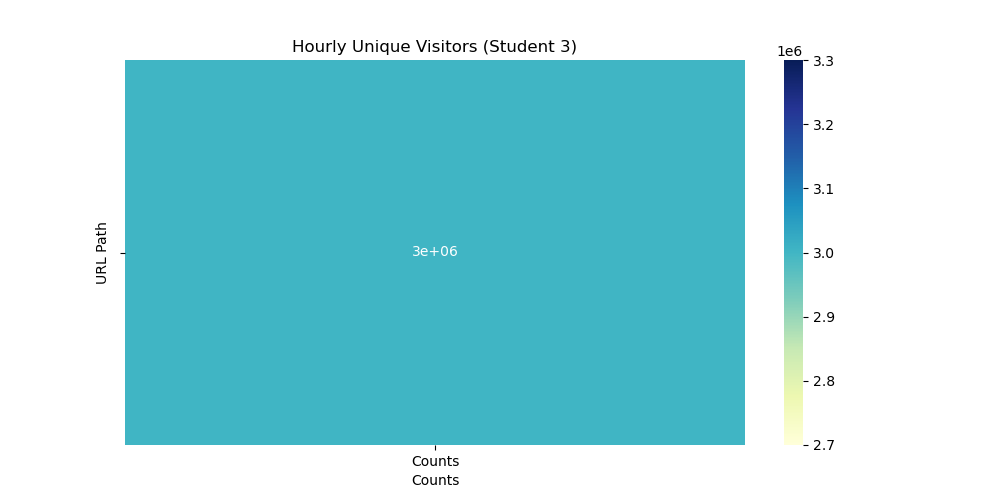 Hourly Unique Visitors (Student 3)
1e6
3.3
3.2
3.1
3.0
2.9
2.8
2.7
URL Path
3e+06
Counts
Counts